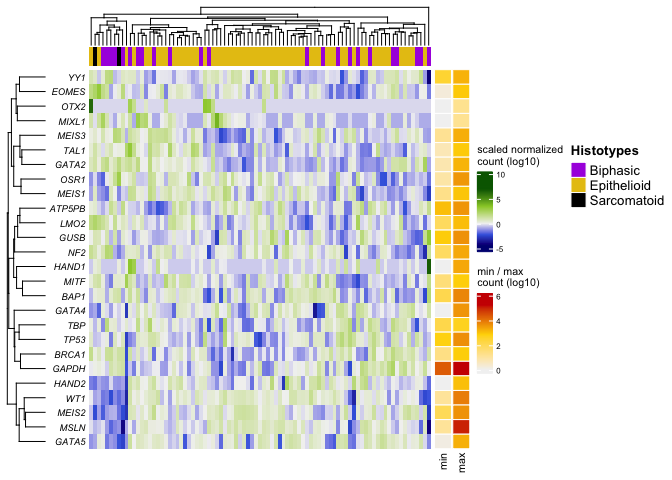 YY1
EOMES
OTX2
MIXL1
MEIS3
TAL1
GATA2
OSR1
MEIS1
ATP5PB
LMO2
GUSB
NF2
HAND1
MITF
BAP1
GATA4
TBP
TP53
BRCA1
GAPDH
HAND2
WT1
MEIS2
MSLN
GATA5
min
max
scaled normalized
count (log10)
10
5
0
-5
min / max
count (log10)
6
4
2
0
Histotypes
Biphasic
Epithelioid
Sarcomatoid